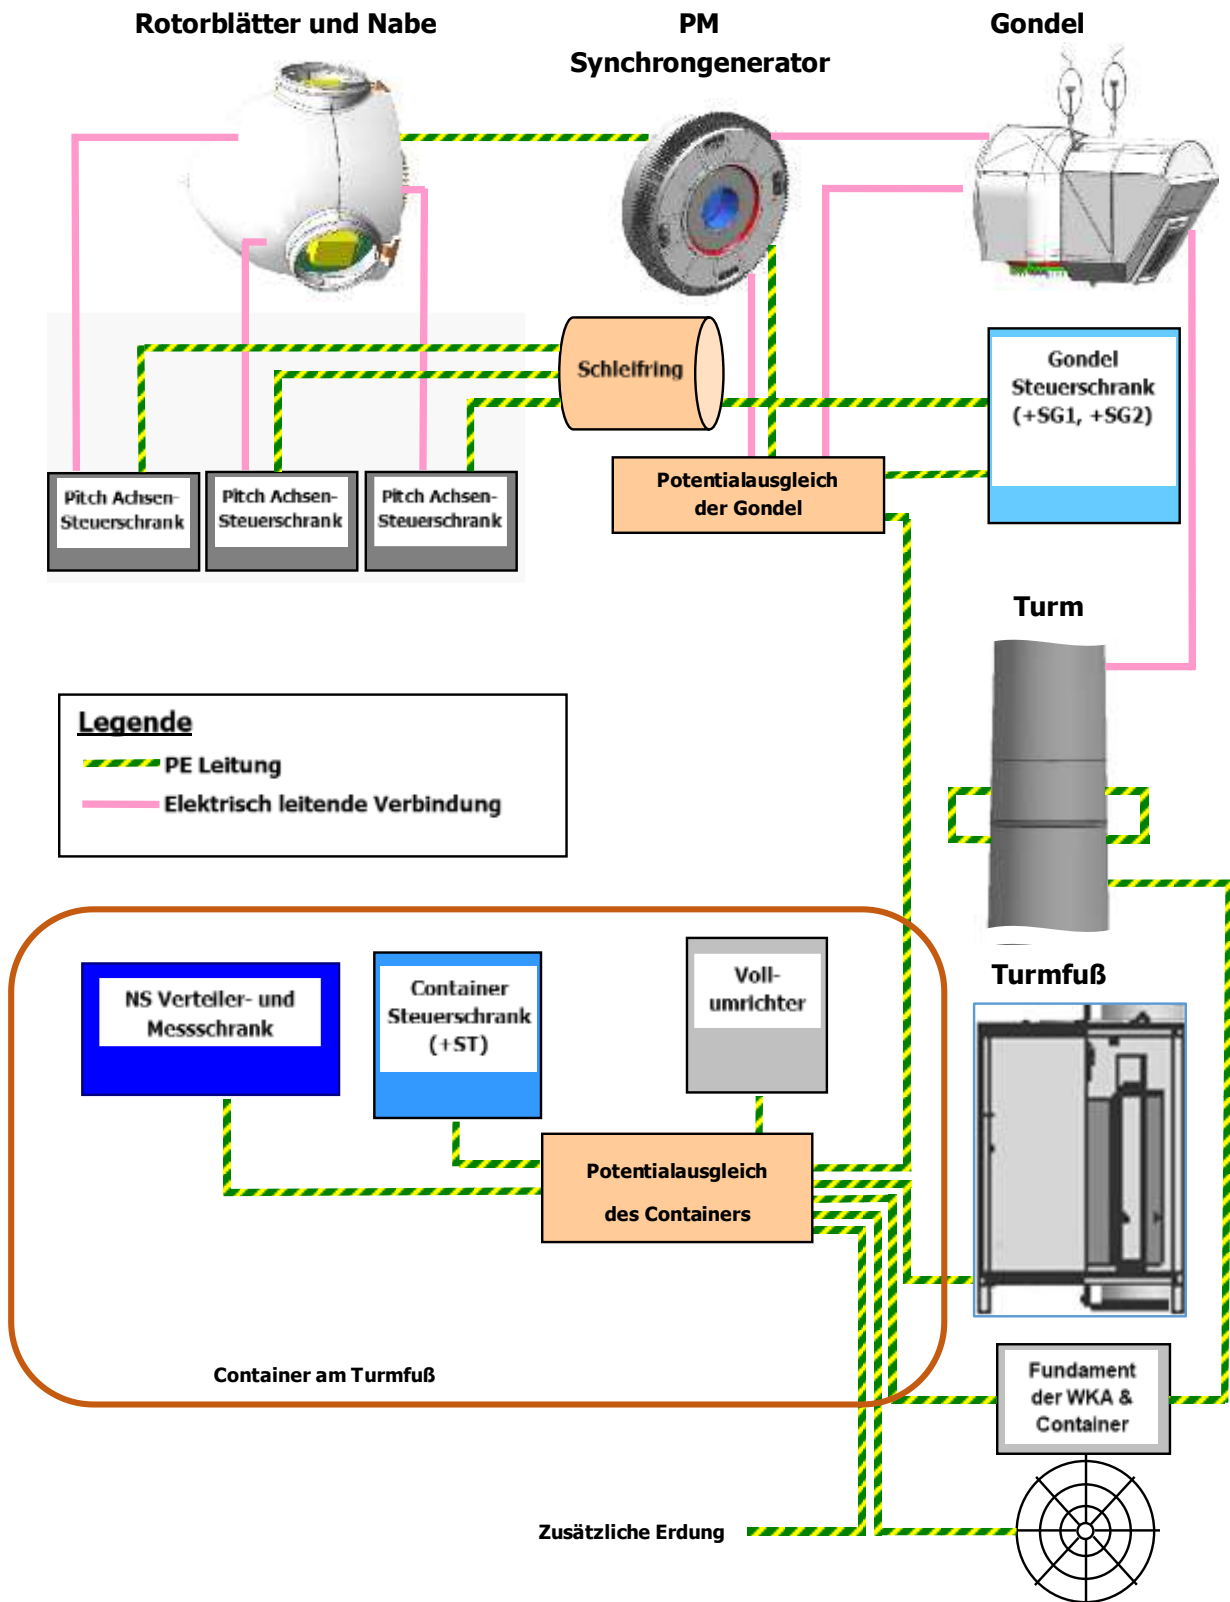 Rotorblätter und Nabe
PM
Synchrongenerator
Gondel
Schleifring
Gondel
Steuerschrank
(+SG1, +SG2)
Pitch Achsen-
Steuerschrank
Pitch Achsen-
Steuerschrank
Pitch Achsen-
Steuerschrank
Potentialausgleich
der Gondel
Turm
Legende
PE Leitung
Elektrisch leitende Verbindung
NS Verteiler- und
Messschrank
Container
Steuerschrank
(+ST)
Voll-
umrichter
Turmfuß
Potentialausgleich
des Containers
Container am Turmfuß
Fundament
der WKA &
Container
Zusätzliche Erdung